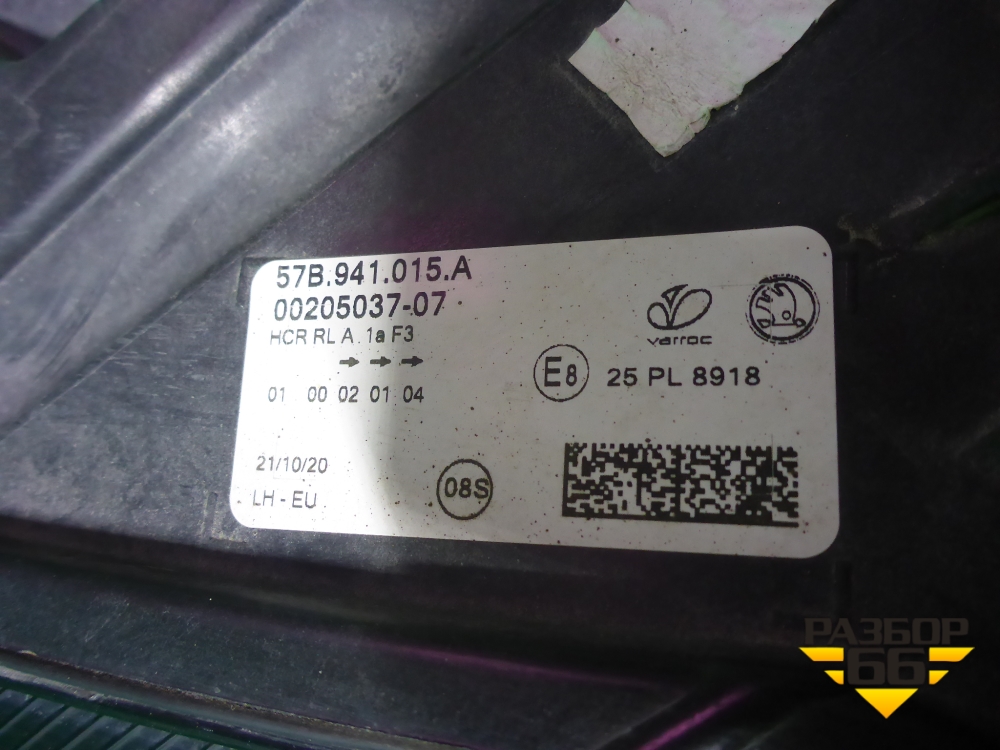 57B.941.015.A
00205037-07
HCR RL A 1a F3
01 00 02 01 04
varroc
E8 25 PL 8918
21/10/20
LH - EU
08S
РАЗБОР
66